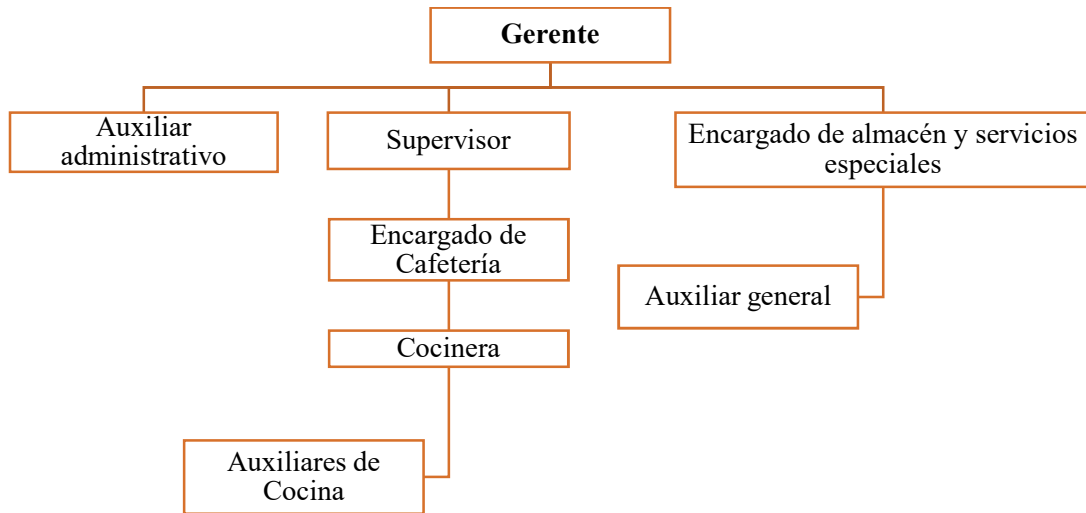 Gerente
Auxiliar
administrativo
Supervisor
Encargado de almacén y servicios
especiales
Encargado de
Cafetería
Auxiliar general
Cocinera
Auxiliares de
Cocina